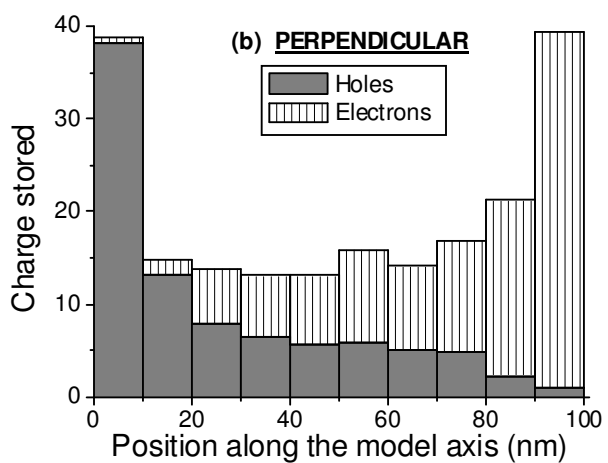 (b) PERPENDICULAR
Holes
Electrons
Charge stored
40
30
20
10
0
0 20 40 60 80 100
Position along the model axis (nm)